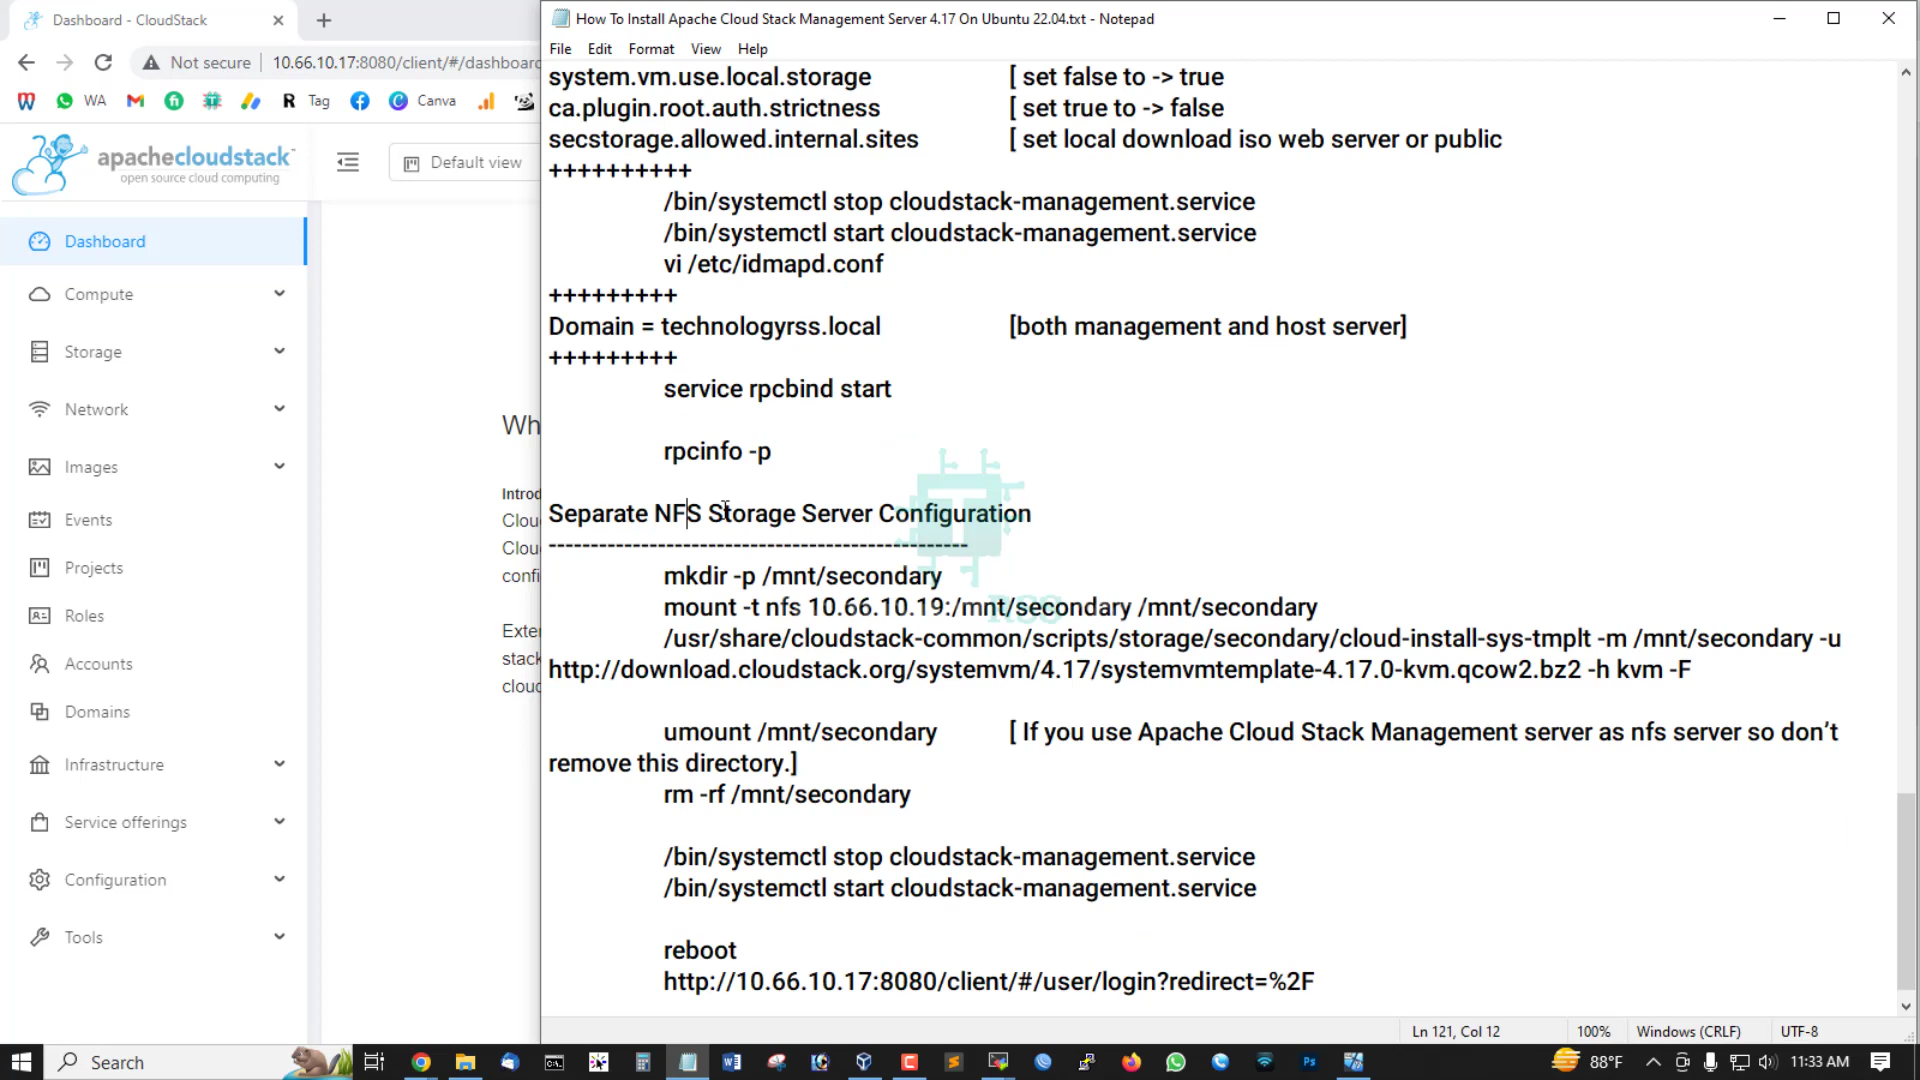 Dashboard - CloudStack
How To Install Apache Cloud Stack Management Server 4.17 On Ubuntu 22.04.txt - Notepad
Not secure
10.66.10.17:8080/client/#/dashboard
File Edit Format View Help
WA
R Tag
Canva
system.vm.use.local.storage [ set false to -> true
ca.plugin.root.auth.strictness [ set true to -> false
secstorage.allowed.internal.sites [ set local download iso web server or public
++++++++++
/bin/systemctl stop cloudstack-management.service
/bin/systemctl start cloudstack-management.service
vi /etc/idmapd.conf
+++++++++
Domain = technologyrss.local [both management and host server]
+++++++++
service rpcbind start
rpcinfo -p
Separate NFS Storage Server Configuration
--------------------------------------------------
mkdir -p /mnt/secondary
mount -t nfs 10.66.10.19:/mnt/secondary /mnt/secondary
/usr/share/cloudstack-common/scripts/storage/secondary/cloud-install-sys-tmplt -m /mnt/secondary -u
http://download.cloudstack.org/systemvm/4.17/systemvmtemplate-4.17.0-kvm.qcow2.bz2 -h kvm -F
umount /mnt/secondary [ If you use Apache Cloud Stack Management server as nfs server so don’t
remove this directory.]
rm -rf /mnt/secondary
/bin/systemctl stop cloudstack-management.service
/bin/systemctl start cloudstack-management.service
reboot
http://10.66.10.17:8080/client/#/user/login?redirect=%2F
RSS
apachecloudstack
open source cloud computing
Default view
Dashboard
Compute
Storage
Network
Images
Events
Projects
Roles
Accounts
Domains
Infrastructure
Service offerings
Configuration
Tools
Wh
Introd
Clou
Clou
confi
Exter
stack
cloud
Ln 121, Col 12
100%
Windows (CRLF)
UTF-8
Search
88°F
11:33 AM